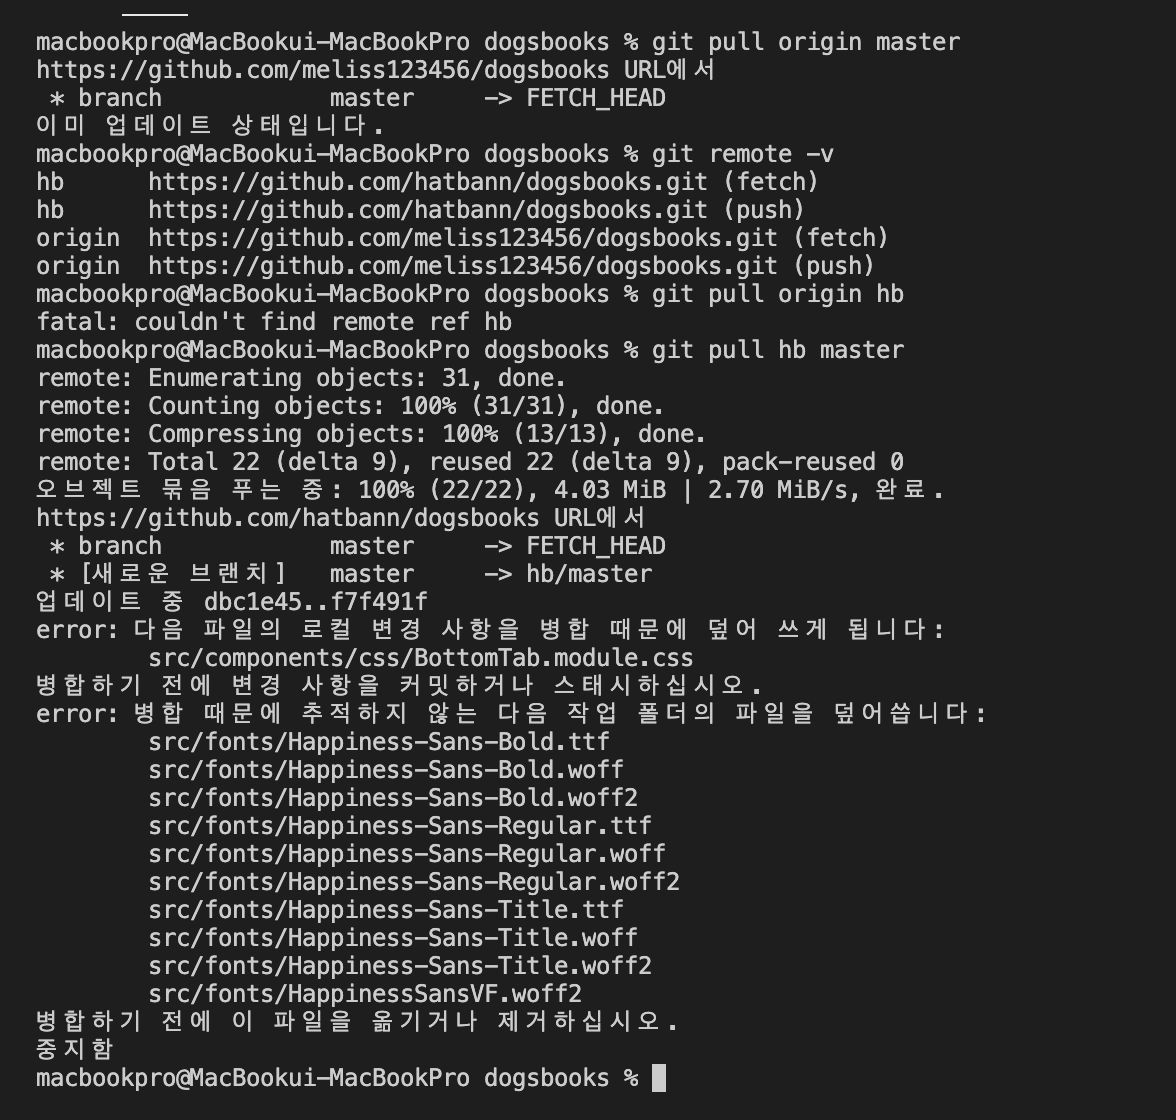 macbookpro@MacBookui-MacBookPro dogsbooks % git pull origin master
https://github.com/meliss123456/dogsbooks URL에서
 * branch            master     -> FETCH_HEAD
이미 업데이트 상태입니다.
macbookpro@MacBookui-MacBookPro dogsbooks % git remote -v
hb      https://github.com/hatbann/dogsbooks.git (fetch)
hb      https://github.com/hatbann/dogsbooks.git (push)
origin  https://github.com/meliss123456/dogsbooks.git (fetch)
origin  https://github.com/meliss123456/dogsbooks.git (push)
macbookpro@MacBookui-MacBookPro dogsbooks % git pull origin hb
fatal: couldn't find remote ref hb
macbookpro@MacBookui-MacBookPro dogsbooks % git pull hb master
remote: Enumerating objects: 31, done.
remote: Counting objects: 100% (31/31), done.
remote: Compressing objects: 100% (13/13), done.
remote: Total 22 (delta 9), reused 22 (delta 9), pack-reused 0
오브젝트 묶음 푸는 중: 100% (22/22), 4.03 MiB | 2.70 MiB/s, 완료.
https://github.com/hatbann/dogsbooks URL에서
 * branch            master     -> FETCH_HEAD
 * [새로운 브랜치]   master     -> hb/master
업데이트 중 dbc1e45..f7f491f
error: 다음 파일의 로컬 변경 사항을 병합 때문에 덮어 쓰게 됩니다:
        src/components/css/BottomTab.module.css
병합하기 전에 변경 사항을 커밋하거나 스태시하십시오.
error: 병합 때문에 추적하지 않는 다음 작업 폴더의 파일을 덮어씁니다:
        src/fonts/Happiness-Sans-Bold.ttf
        src/fonts/Happiness-Sans-Bold.woff
        src/fonts/Happiness-Sans-Bold.woff2
        src/fonts/Happiness-Sans-Regular.ttf
        src/fonts/Happiness-Sans-Regular.woff
        src/fonts/Happiness-Sans-Regular.woff2
        src/fonts/Happiness-Sans-Title.ttf
        src/fonts/Happiness-Sans-Title.woff
        src/fonts/Happiness-Sans-Title.woff2
        src/fonts/HappinessSansVF.woff2
병합하기 전에 이 파일을 옮기거나 제거하십시오.
중지함
macbookpro@MacBookui-MacBookPro dogsbooks %